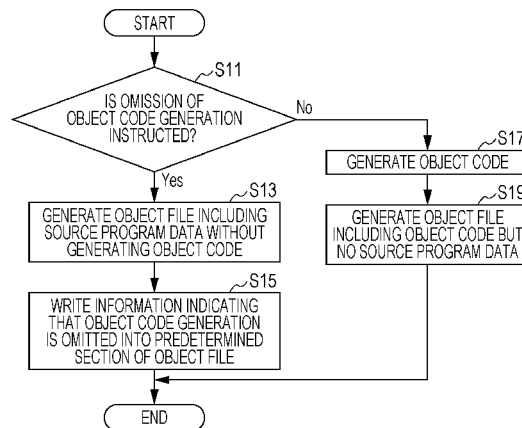 START
S11
IS OMISSION OF
OBJECT CODE GENERATION
INSTRUCTED?
No
Yes
S17
GENERATE OBJECT CODE
S13
GENERATE OBJECT FILE INCLUDING
SOURCE PROGRAM DATA WITHOUT
GENERATING OBJECT CODE
S19
GENERATE OBJECT FILE
INCLUDING OBJECT CODE BUT
NO SOURCE PROGRAM DATA
S15
WRITE INFORMATION INDICATING
THAT OBJECT CODE GENERATION
IS OMITTED INTO PREDETERMINED
SECTION OF OBJECT FILE
END